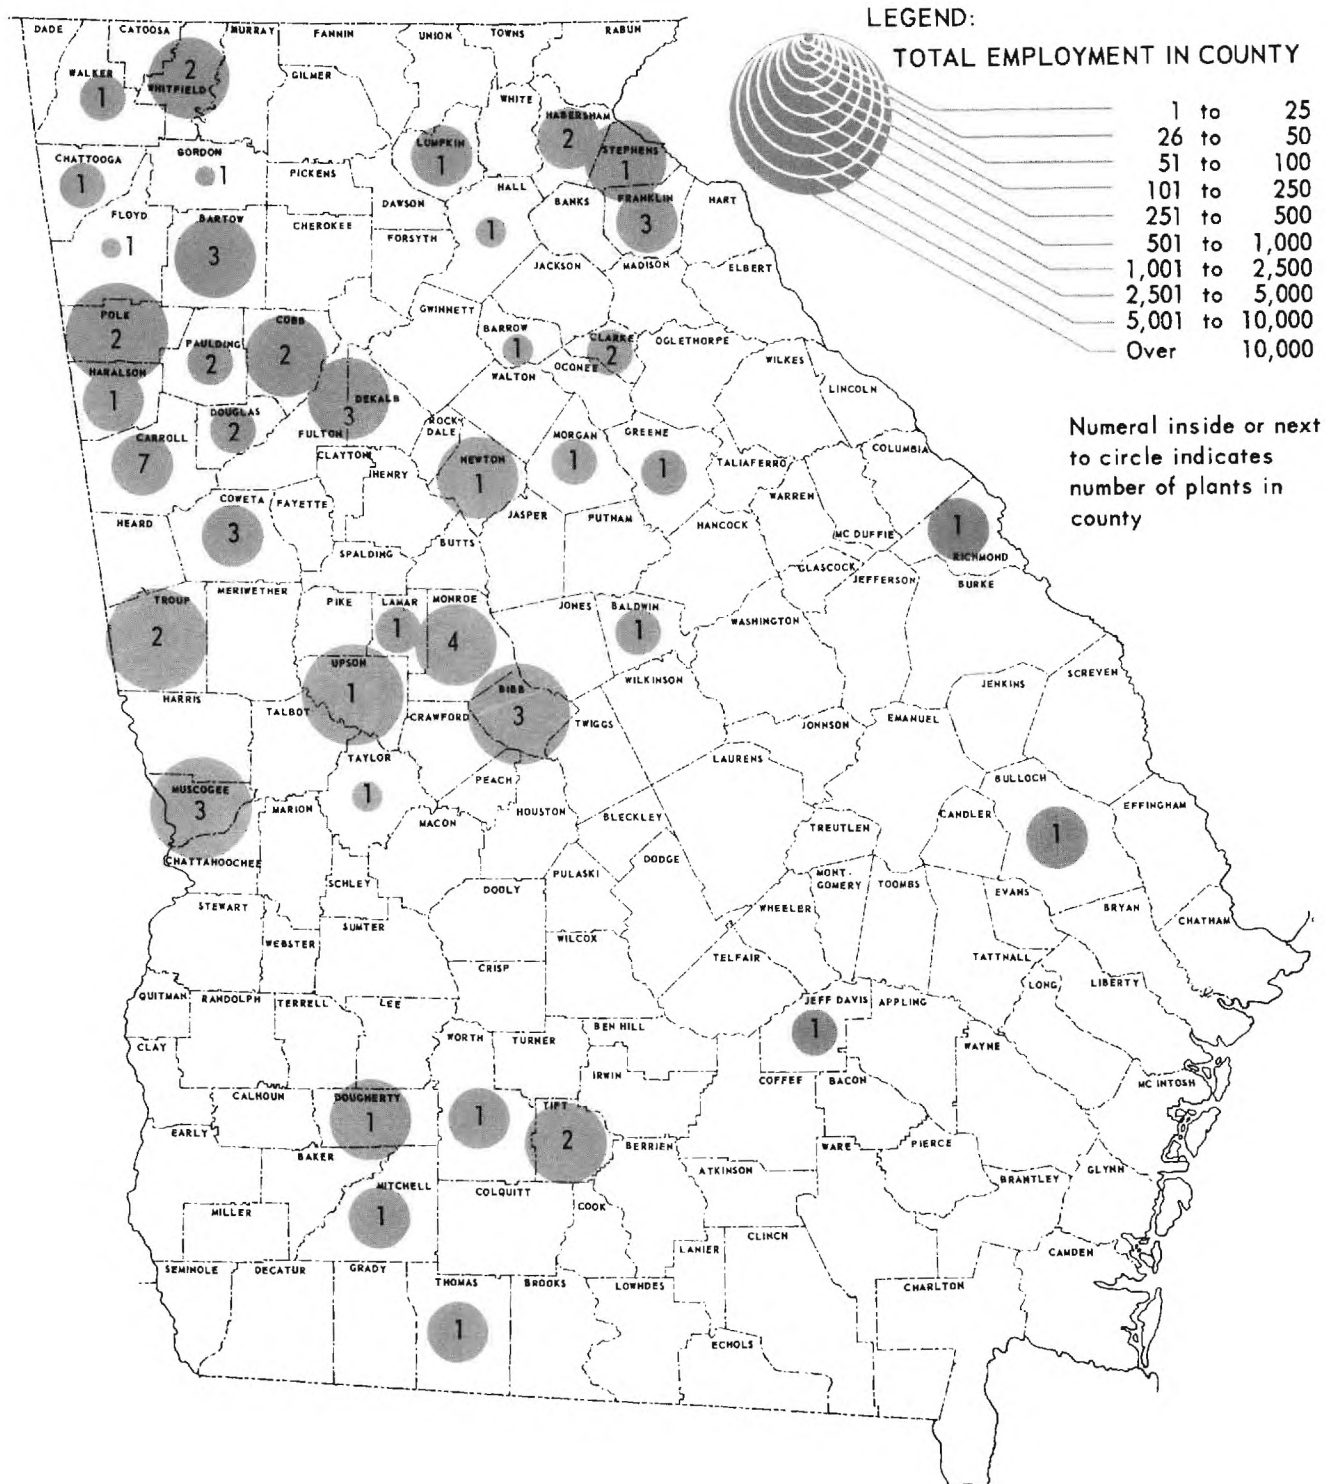 LEGEND:
TOTAL EMPLOYMENT IN COUNTY
1 to 25
26 to 50
51 to 100
101 to 250
251 to 500
501 to 1,000
1,001 to 2,500
2,501 to 5,000
5,001 to 10,000
Over 10,000
Numeral inside or next
to circle indicates
number of plants in
county
DADE
CATOOSA
MURRAY
FANNIN
UNION
TOWNS
RABUN
WALKER
1
2
WHITFIELD
GILMER
WHITE
HABERSHAM
2
LUMPKIN
1
STEPHENS
1
CHATTOOGA
1
GORDON
1
PICKENS
DAWSON
HALL
1
BANKS
FRANKLIN
3
HART
FLOYD
1
BARTOW
3
CHEROKEE
FORSYTH
JACKSON
MADISON
ELBERT
POLK
2
PAULDING
2
COBB
2
GWINNETT
BARROW
1
CLARKE
2
OCONEE
OGLETHORPE
WALTON
WILKES
LINCOLN
HARALSON
1
DOUGLAS
2
DEKALB
3
FULTON
ROCK
DALE
CARROLL
7
CLAYTON
HENRY
NEWTON
1
MORGAN
1
GREENE
1
TALIAFERRO
COLUMBIA
WARREN
HEARD
COWETA
3
FAYETTE
SPALDING
BUTTS
JASPER
PUTNAM
HANCOCK
MC DUFFIE
1
RICHMOND
GLASCOCK
JEFFERSON
BURKE
TROUP
2
MERIWETHER
PIKE
LAMAR
1
MONROE
4
JONES
BALDWIN
1
WASHINGTON
UPSON
1
BIBB
3
WILKINSON
JENKINS
SCREVEN
HARRIS
TALBOT
CRAWFORD
TWIGGS
JOHNSON
EMANUEL
TAYLOR
1
PEACH
LAURENS
BULLOCH
1
MUSCOGEE
3
MARION
MACON
HOUSTON
BLECKLEY
TREUTLEN
CANDLER
EFFINGHAM
CHATTAHOOCHEE
SCHLEY
DOOLY
PULASKI
DODGE
MONT-
GOMERY
TOOMBS
EVANS
STEWART
WEBSTER
SUMTER
WILCOX
WHEELER
BRYAN
CHATHAM
CRISP
TELFAIR
TATTNALL
QUITMAN
RANDOLPH
TERRELL
LEE
JEFF DAVIS
1
APPLING
LONG
LIBERTY
CLAY
WORTH
1
TURNER
BEN HILL
IRWIN
WAYNE
COFFEE
BACON
MC INTOSH
CALHOUN
DOUGHERTY
1
TIFT
2
EARLY
BAKER
BERRIEN
WARE
PIERCE
ATKINSON
BRANTLEY
GLYNN
MITCHELL
1
COLQUITT
COOK
MILLER
LANIER
CLINCH
CAMDEN
SEMINOLE
DECATUR
GRADY
THOMAS
1
BROOKS
LOWHDES
CHARLTON
ECHOLS